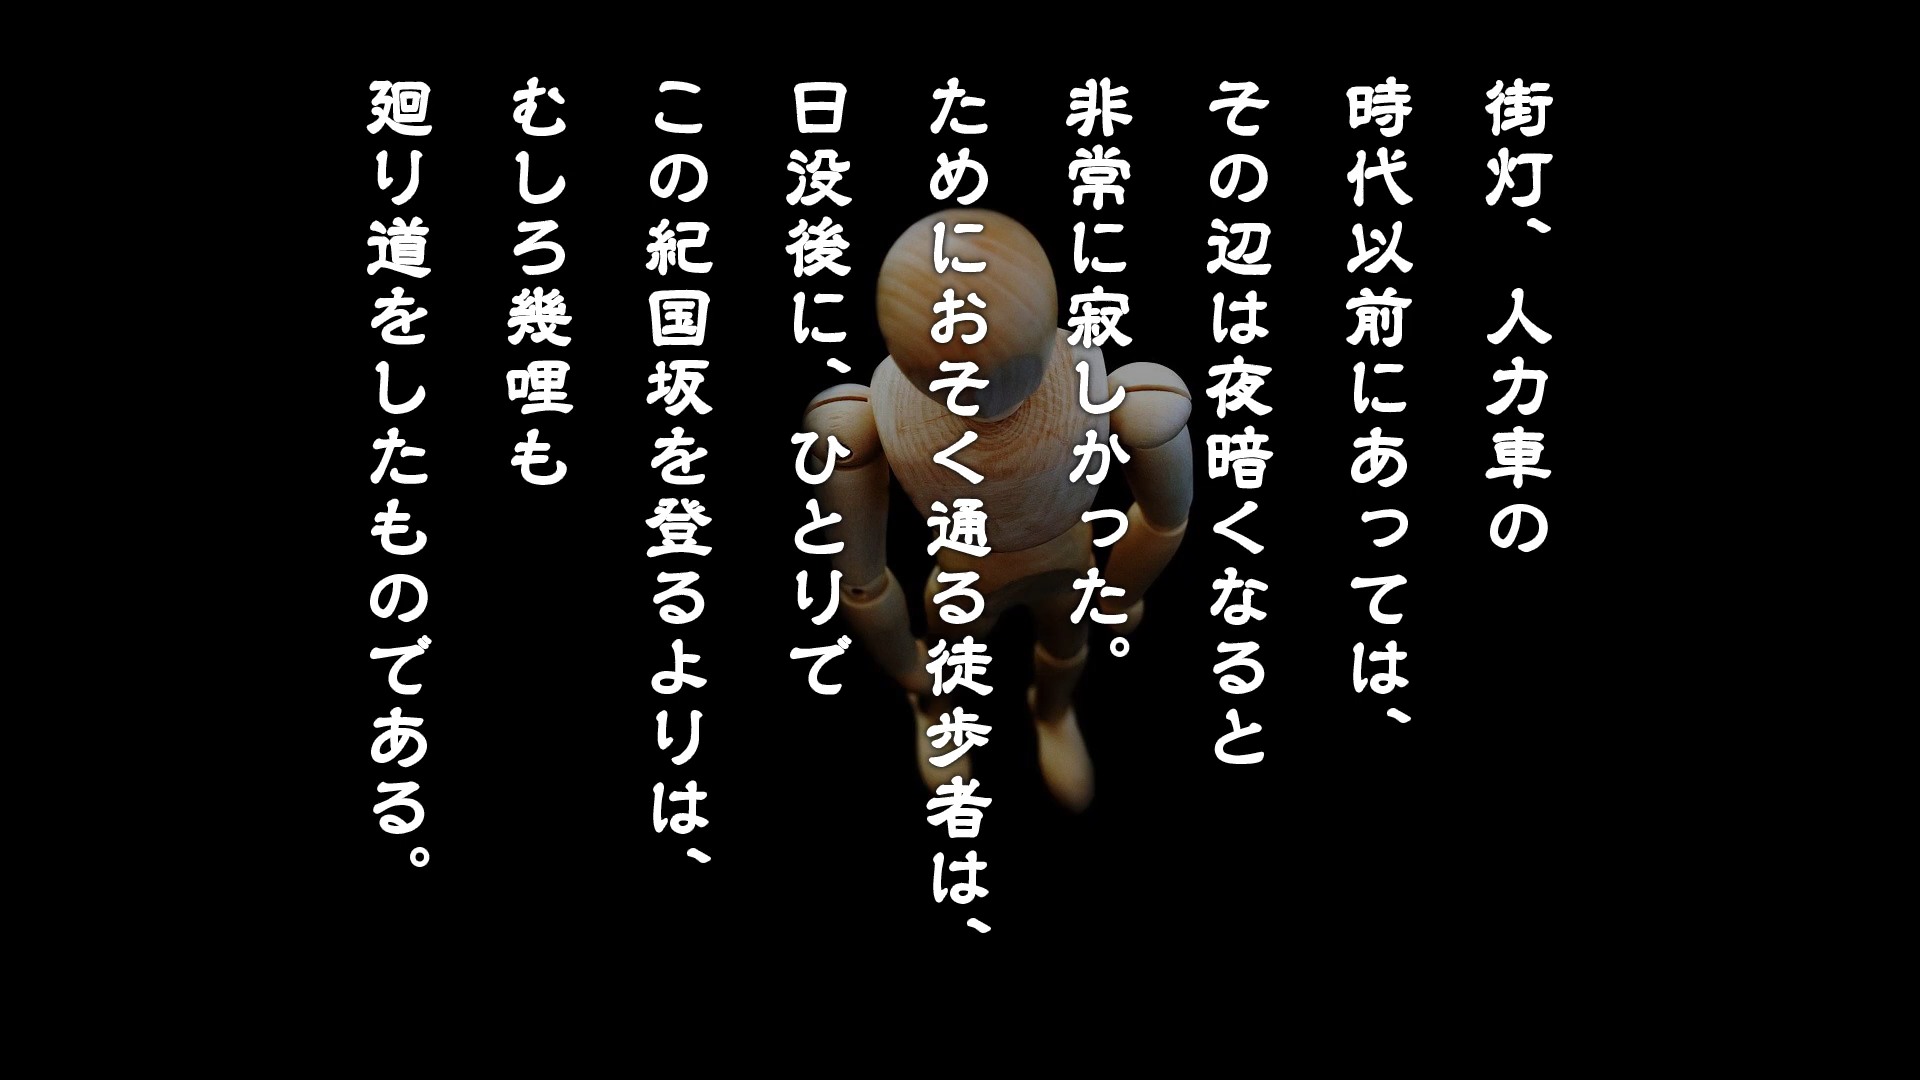 街灯、人力車の
時代以前にあっては、
その辺は夜暗くなると
非常に寂しかった。
ためにおそく通る徒歩者は、
日没後に、ひとりで
この紀国坂を登るよりは、
むしろ幾哩も
廻り道をしたものである。